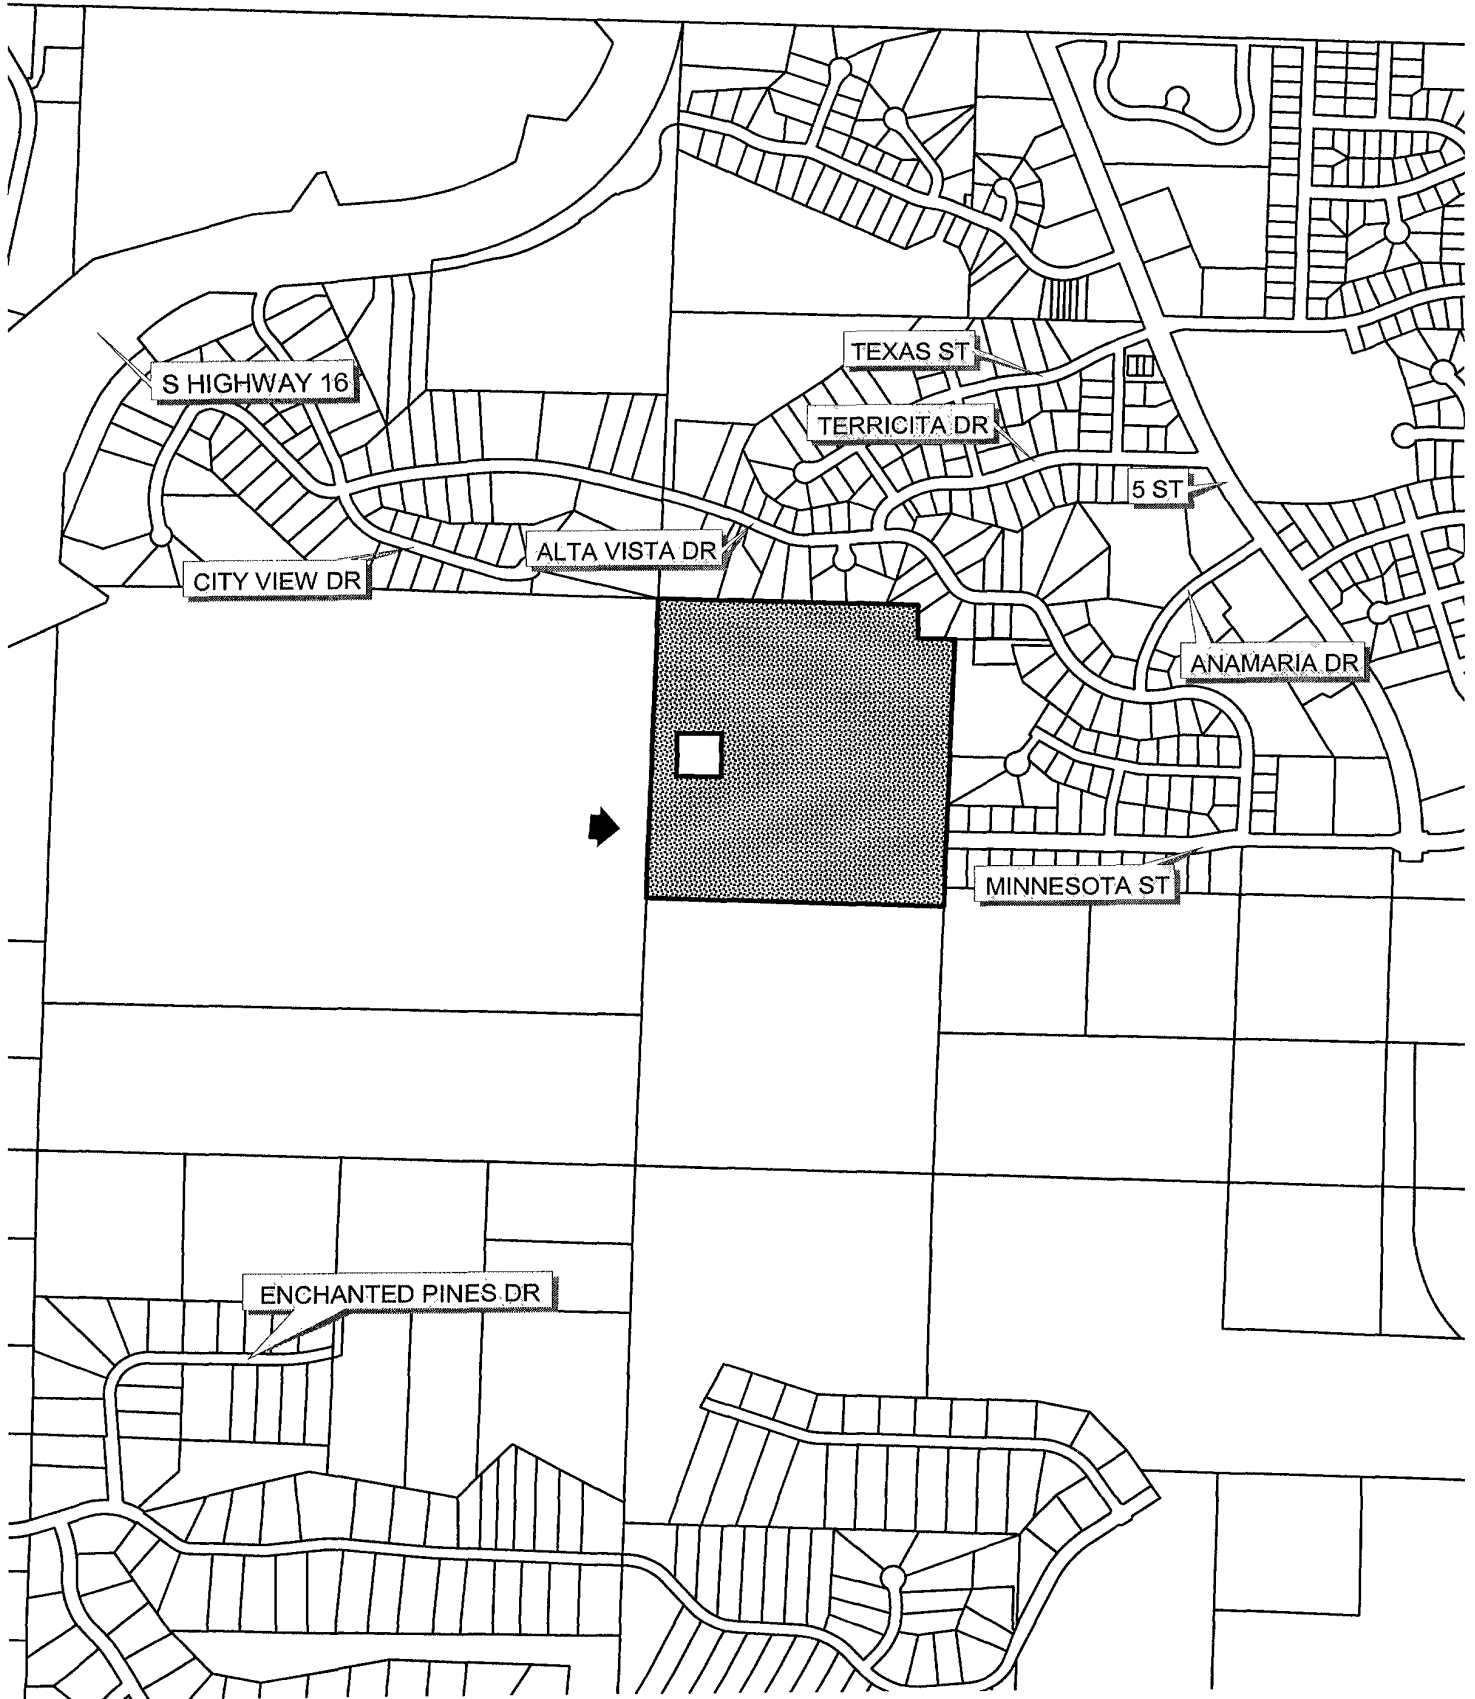 TEXAS ST
S HIGHWAY 16
TERRICITA DR
5 ST
ALTA VISTA DR
CITY VIEW DR
ANAMARIA DR
MINNESOTA ST
ENCHANTED PINES DR